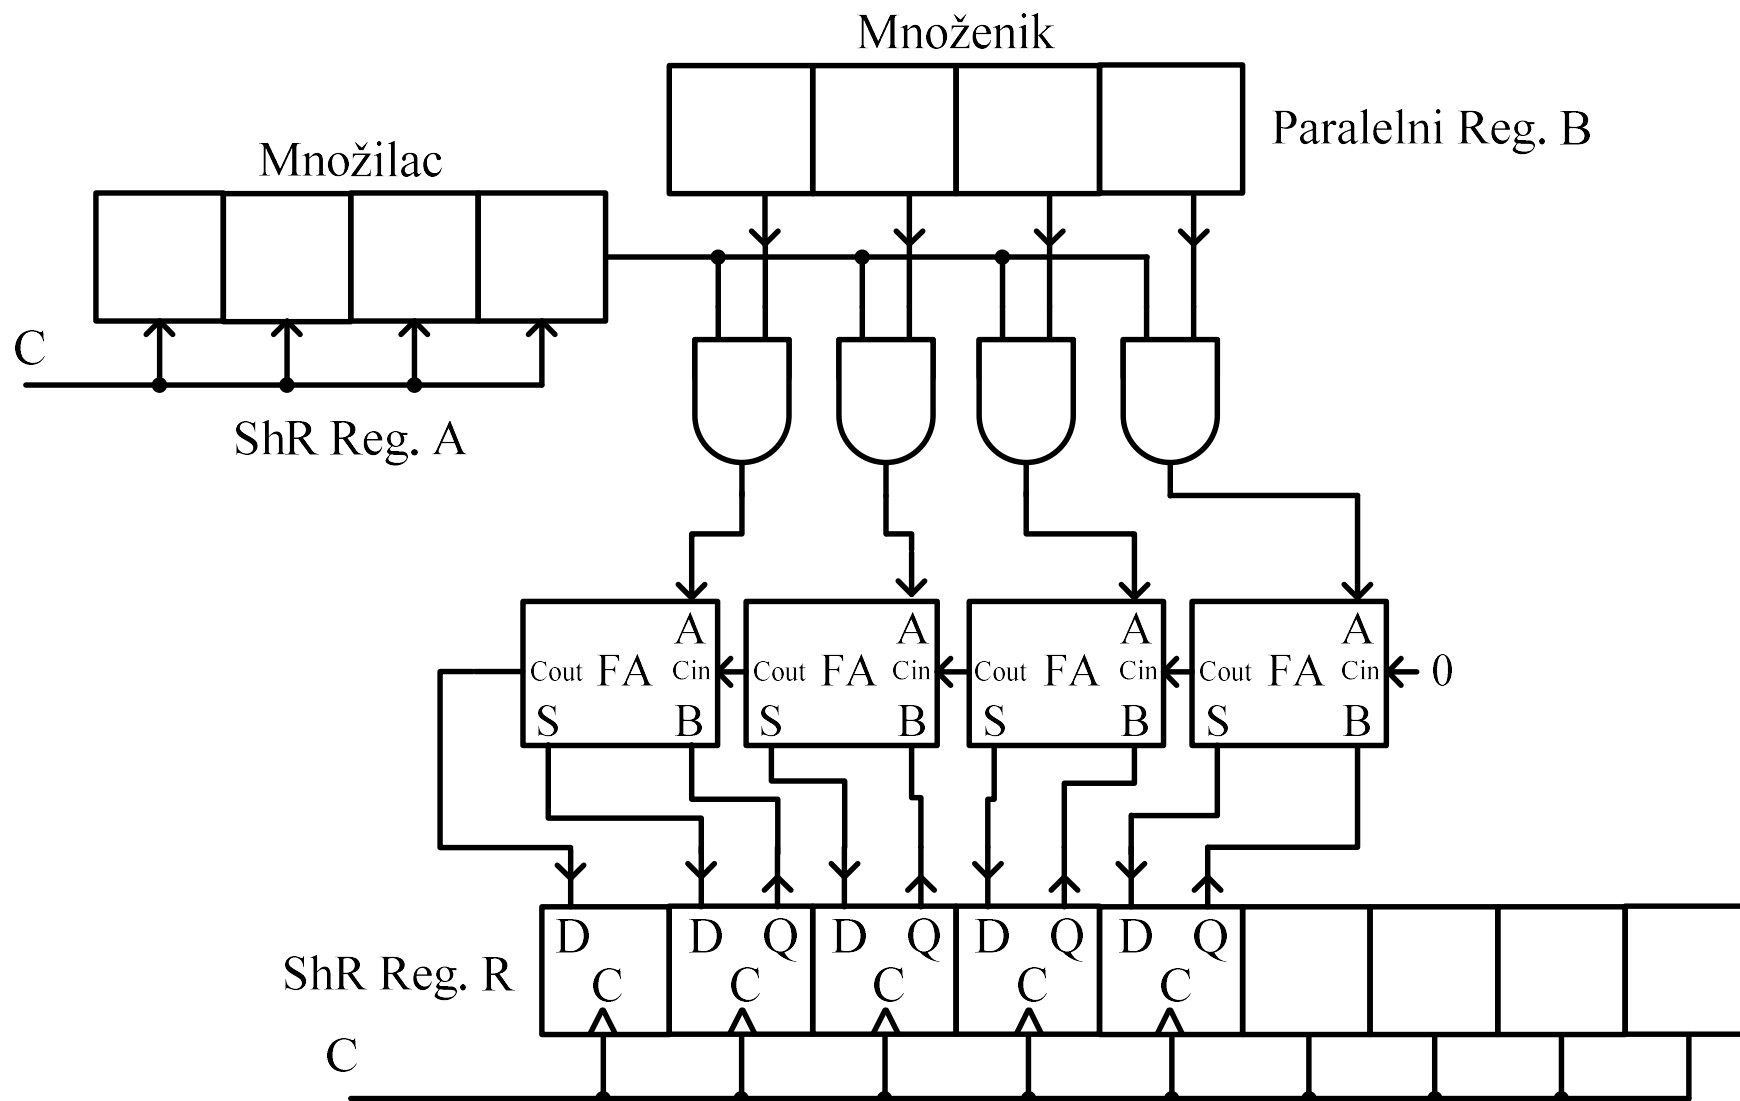 Množenik
Paralelni Reg. B
Množilac
C
ShR Reg. A
A A A A
Cout FA Cin Cout FA Cin Cout FA Cin Cout FA Cin 0
S B S B S B S B
D D Q D Q D Q D Q
ShR Reg. R
C C C C C
C